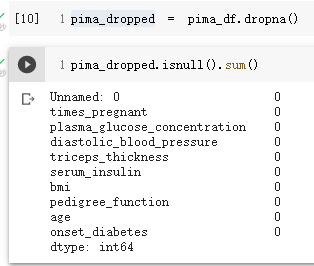 [10] 1 pima_dropped = pima_df.dropna()
1 pima_dropped.isnull().sum()
Unnamed: 0 0
times_pregnant 0
plasma_glucose_concentration 0
diastolic_blood_pressure 0
triceps_thickness 0
serum_insulin 0
bmi 0
pedigree_function 0
age 0
onset_diabetes 0
dtype: int64